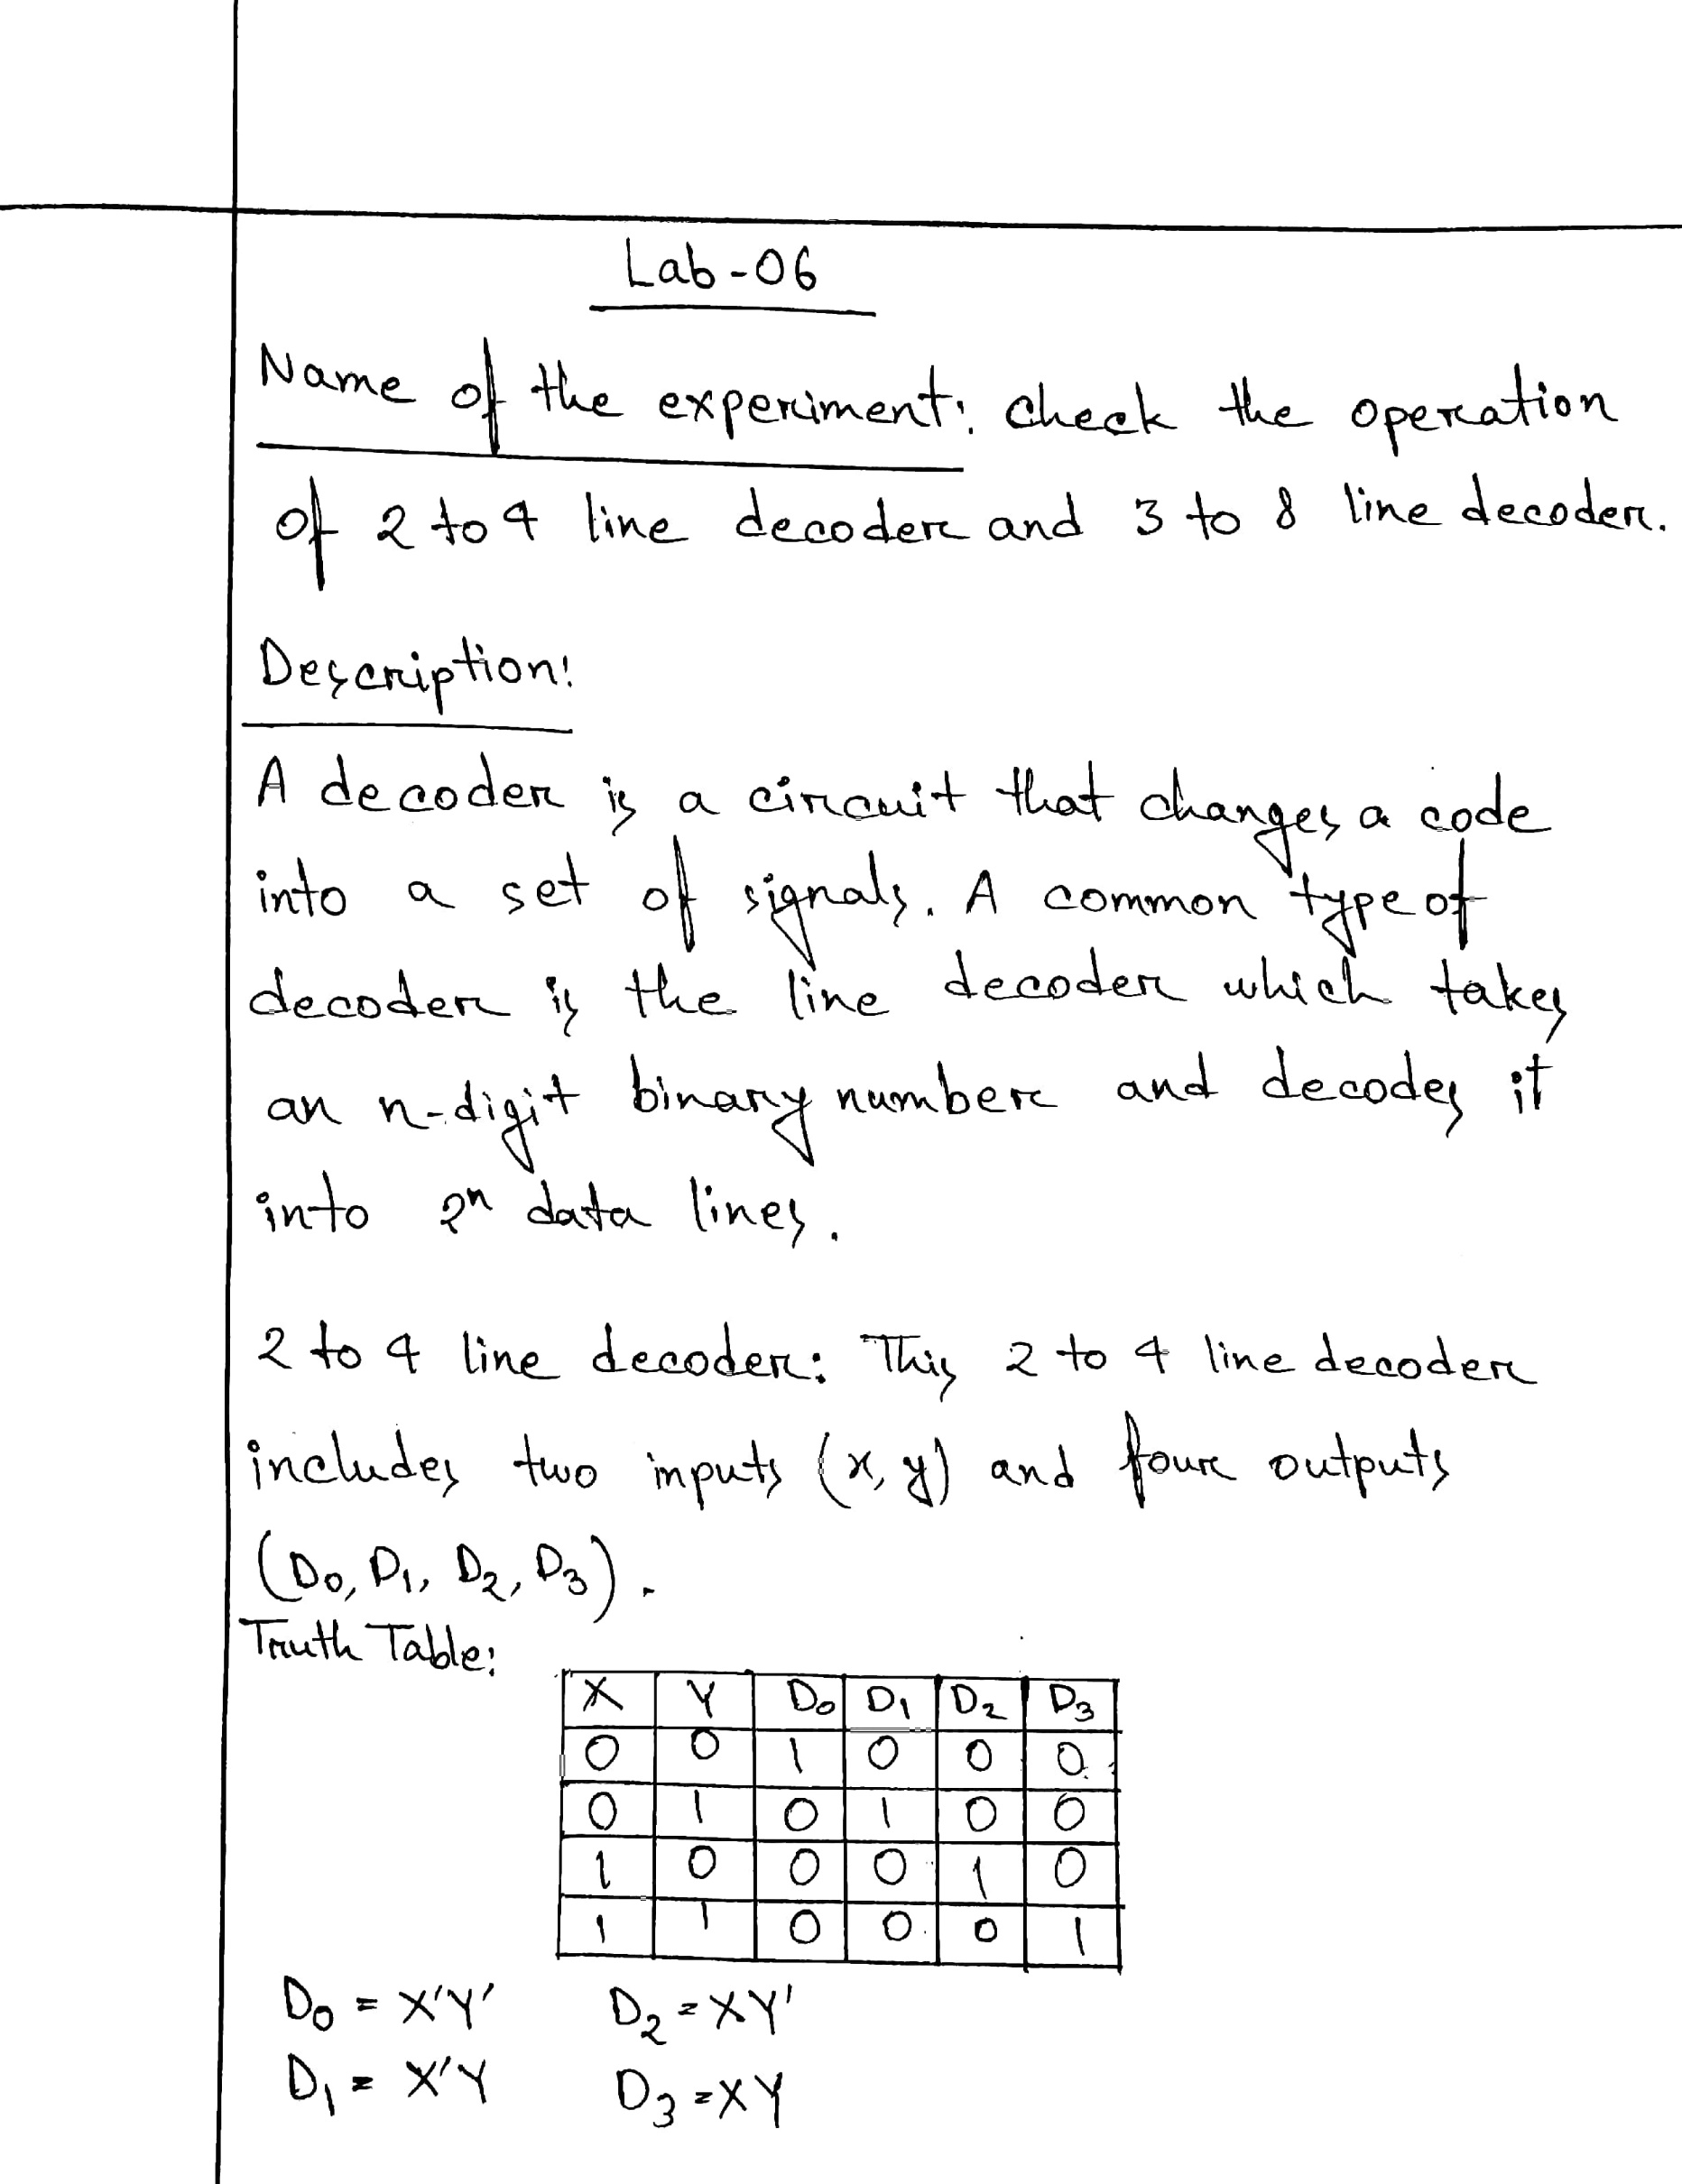 Lab-06
Name of the experiment: Check the operation
of 2 to 4 line decoder and 3 to 8 line decoder.
Description:
A decoder is a circuit that changes a code
into a set of signals. A common type of
decoder is the line decoder which takes
an n-digit binary number and decodes it
into 2ⁿ data lines.
2 to 4 line decoder: This 2 to 4 line decoder
includes two inputs (x, y) and four outputs
(D₀, D₁, D₂, D₃).
Truth Table:
X Y D₀ D₁ D₂ D₃
0 0 1 0 0 0
0 1 0 1 0 0
1 0 0 0 1 0
1 1 0 0 0 1
D₀ = X'Y' D₂ = XY'
D₁ = X'Y D₃ = XY